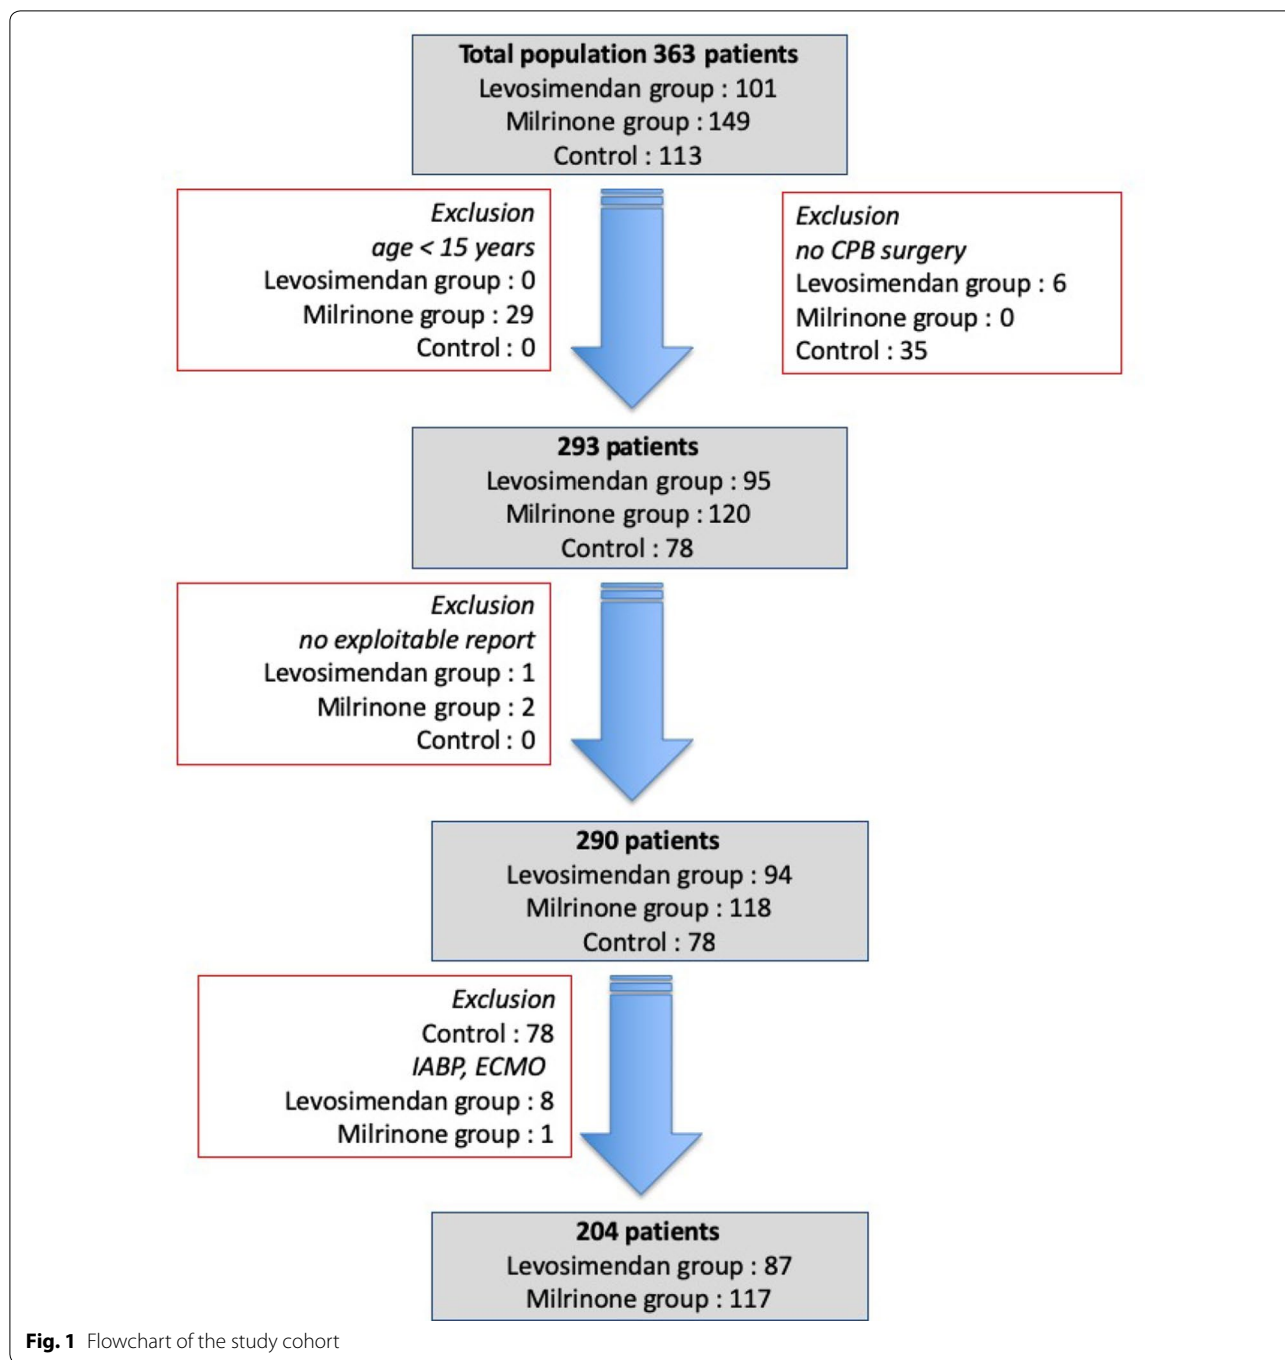 Total population 363 patients
Levosimendan group : 101
Milrinone group : 149
Control : 113
Exclusion
age < 15 years
Levosimendan group : 0
Milrinone group : 29
Control : 0
Exclusion
no CPB surgery
Levosimendan group : 6
Milrinone group : 0
Control : 35
293 patients
Levosimendan group : 95
Milrinone group : 120
Control : 78
Exclusion
no exploitable report
Levosimendan group : 1
Milrinone group : 2
Control : 0
290 patients
Levosimendan group : 94
Milrinone group : 118
Control : 78
Exclusion
Control : 78
IABP, ECMO
Levosimendan group : 8
Milrinone group : 1
204 patients
Levosimendan group : 87
Milrinone group : 117
Fig. 1 Flowchart of the study cohort